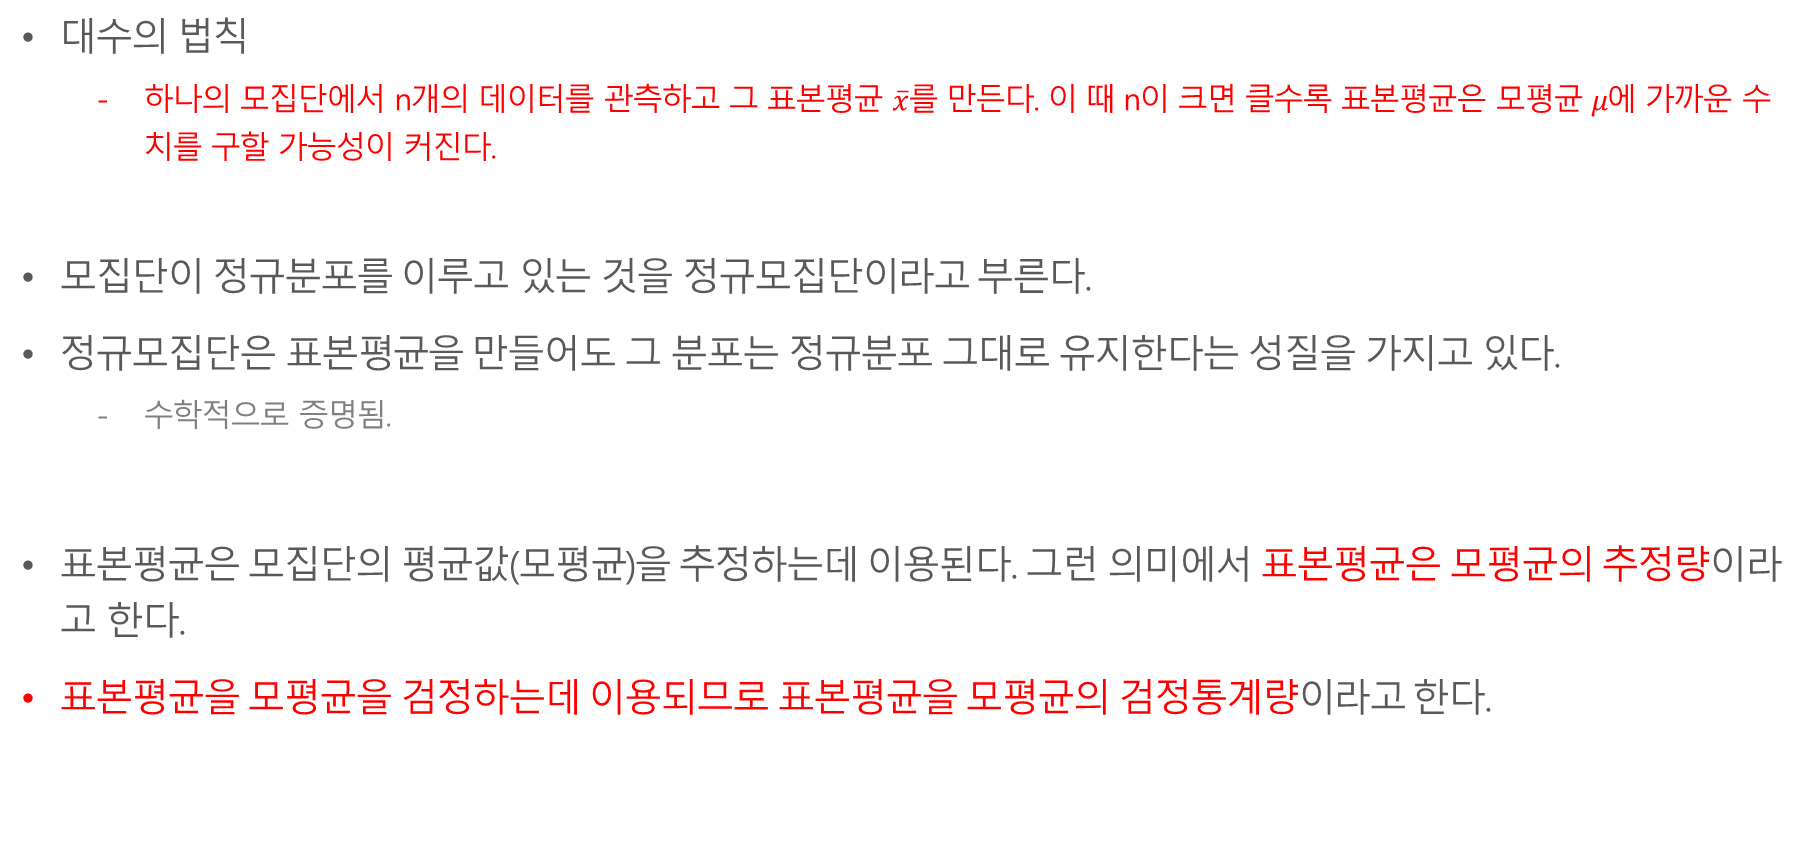 • 대수의 법칙
- 하나의 모집단에서 n개의 데이터를 관측하고 그 표본평균 x̄를 만든다. 이 때 n이 크면 클수록 표본평균은 모평균 μ에 가까운 수
치를 구할 가능성이 커진다.
• 모집단이 정규분포를 이루고 있는 것을 정규모집단이라고 부른다.
• 정규모집단은 표본평균을 만들어도 그 분포는 정규분포 그대로 유지한다는 성질을 가지고 있다.
- 수학적으로 증명됨.
• 표본평균은 모집단의 평균값(모평균)을 추정하는데 이용된다. 그런 의미에서 표본평균은 모평균의 추정량이라
고 한다.
• 표본평균을 모평균을 검정하는데 이용되므로 표본평균을 모평균의 검정통계량이라고 한다.